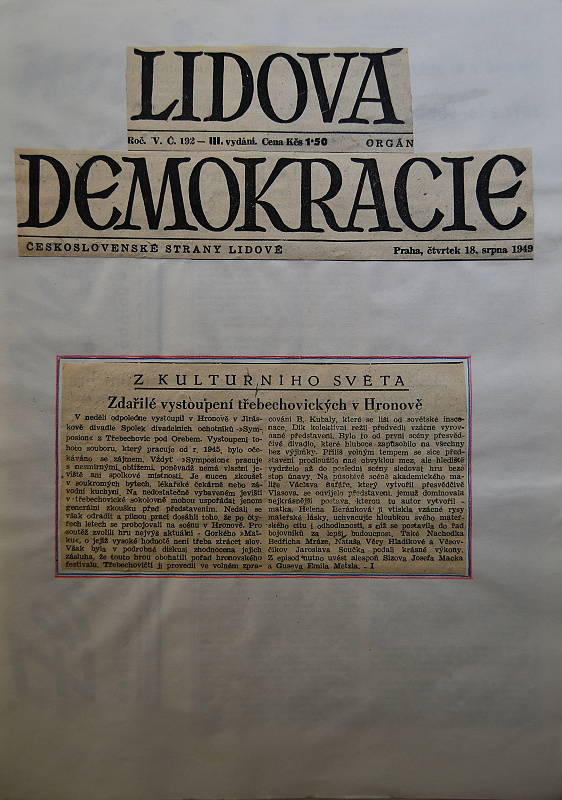 LIDOVÁ
Roč. V. Č. 192 — III. vydání. Cena Kčs 1·50 ORGÁN
DEMOKRACIE
ČESKOSLOVENSKÉ STRANY LIDOVÉ Praha, čtvrtek 18. srpna 1949
Z KULTURNÍHO SVĚTA
Zdařilé vystoupení třebechovických v Hronově
V neděli odpoledne vystoupil v Hronově v Jirás-
kově divadle Spolek divadelních ochotníků »Sym-
posion« z Třebechovic pod Orebem. Vystoupení to-
hoto souboru, který pracuje od r. 1945, bylo oče-
káváno se zájmem. Vždyť »Symposion« pracuje
s nesmírnými obtížemi, poněvadž nemá vlastní je-
viště ani spolkové místnosti. Je nucen zkoušet
v soukromých bytech, lékařské čekárně nebo zá-
vodní kuchyni. Na nedostatečně vybaveném jevišti
v třebechovické sokolovně mohou uspořádat jenom
generální zkoušku před představením. Nedali se
však odradit a pilnou prací dosáhli toho, že po čty-
řech letech se probojovali na scénu v Hronově. Pro
soutěž zvolili hru nejvýš aktuální - Gorkého »Mat-
ku«, o jejíž vysoké hodnotě není třeba ztrácet slov.
Však byla v podrobné diskusi zhodnocena jejich
zásluha, že touto hrou obohatili pořad hronovského
festivalu. Třebechovičtí ji provedli ve volném zpra-
cování B. Kubaly, které se liší od sovětské insce-
nace. Dík kolektivní režii předvedli vzácně vyrov-
nané představení. Bylo to od první scény přesvěd-
čivé divadlo, které hluboce zapůsobilo na všechny
bez výjimky. Příliš volným tempem se sice před-
stavení prodloužilo nad obvyklou mez, ale hlediště
vydrželo až do poslední scény sledovat hru beze
stop únavy. Na působivé scéně akademického ma-
líře Václava Šafáře, který vytvořil přesvědčivě
Vlasova, se odvíjelo představení, jemuž dominovala
nejkrásnější postava, kterou tu autor vytvořil -
matka. Helena Beránková jí vtiskla vzácné rysy
mateřské lásky, uchvacujíc hloubkou svého mateř-
ského citu i odhodlanosti, s níž se postavila do řad
bojovníků za lepší budoucnost. Také Nachodka
Bedřicha Mráze, Nataša Věry Hladíkové a Věsov-
čikov Jaroslava Součka podali krásné výkony.
Z episod nutno uvést alespoň Sizova Josefa Macka
a Guseva Emila Metzla.